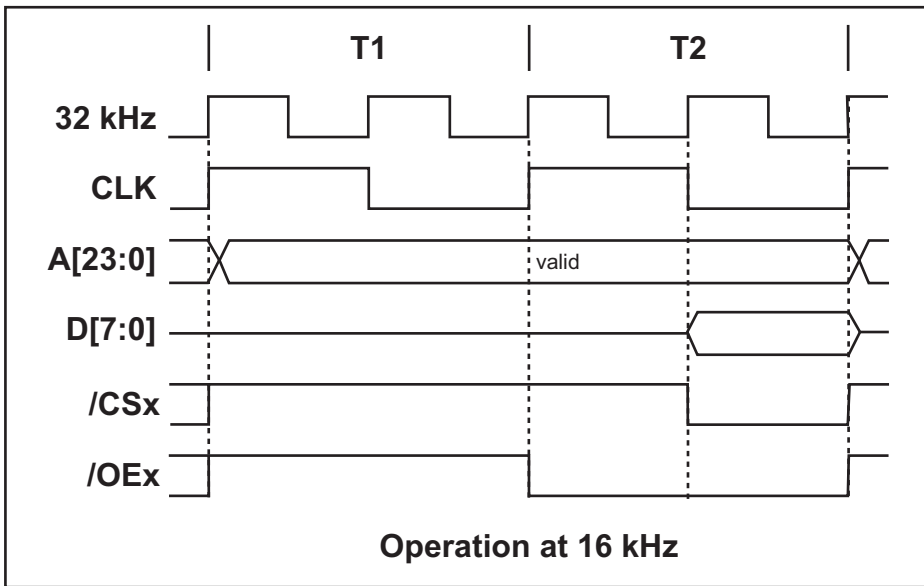 T1 T2
32 kHz
CLK
A[23:0] valid
D[7:0]
/CSx
/OEx
Operation at 16 kHz